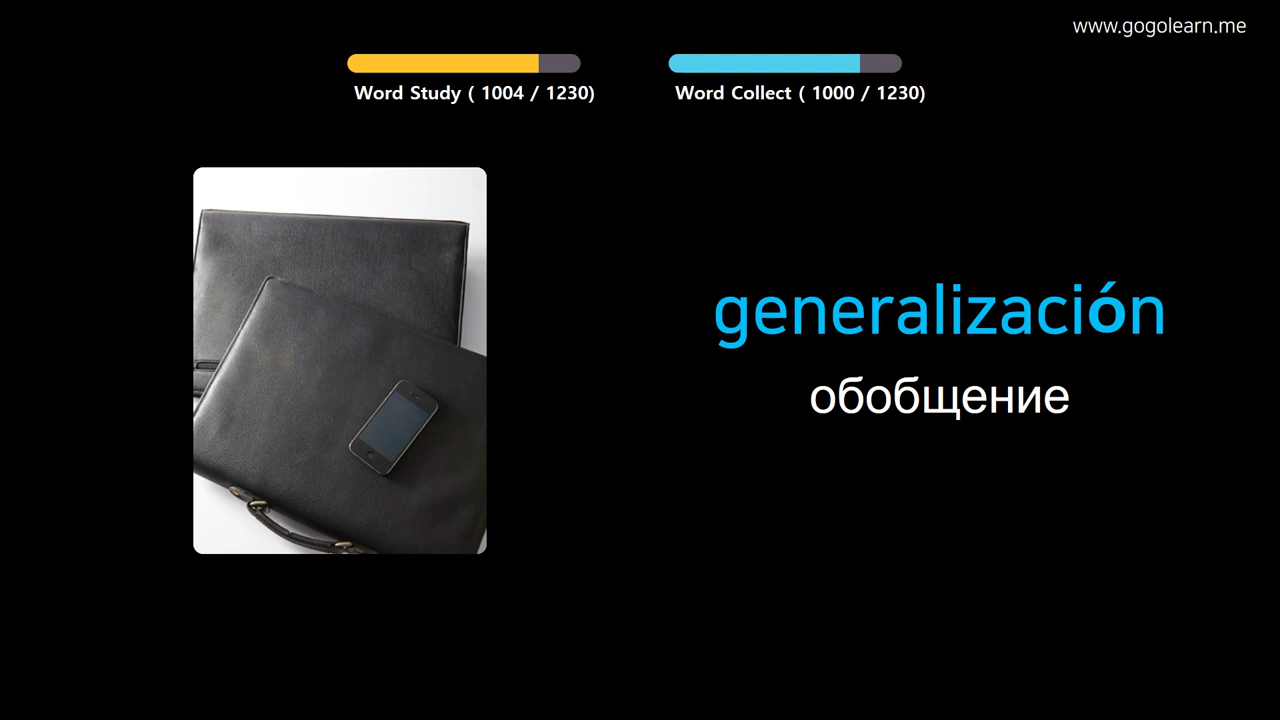 www.gogolearn.me
Word Study ( 1004 / 1230)
Word Collect ( 1000 / 1230)
generalización
обобщение